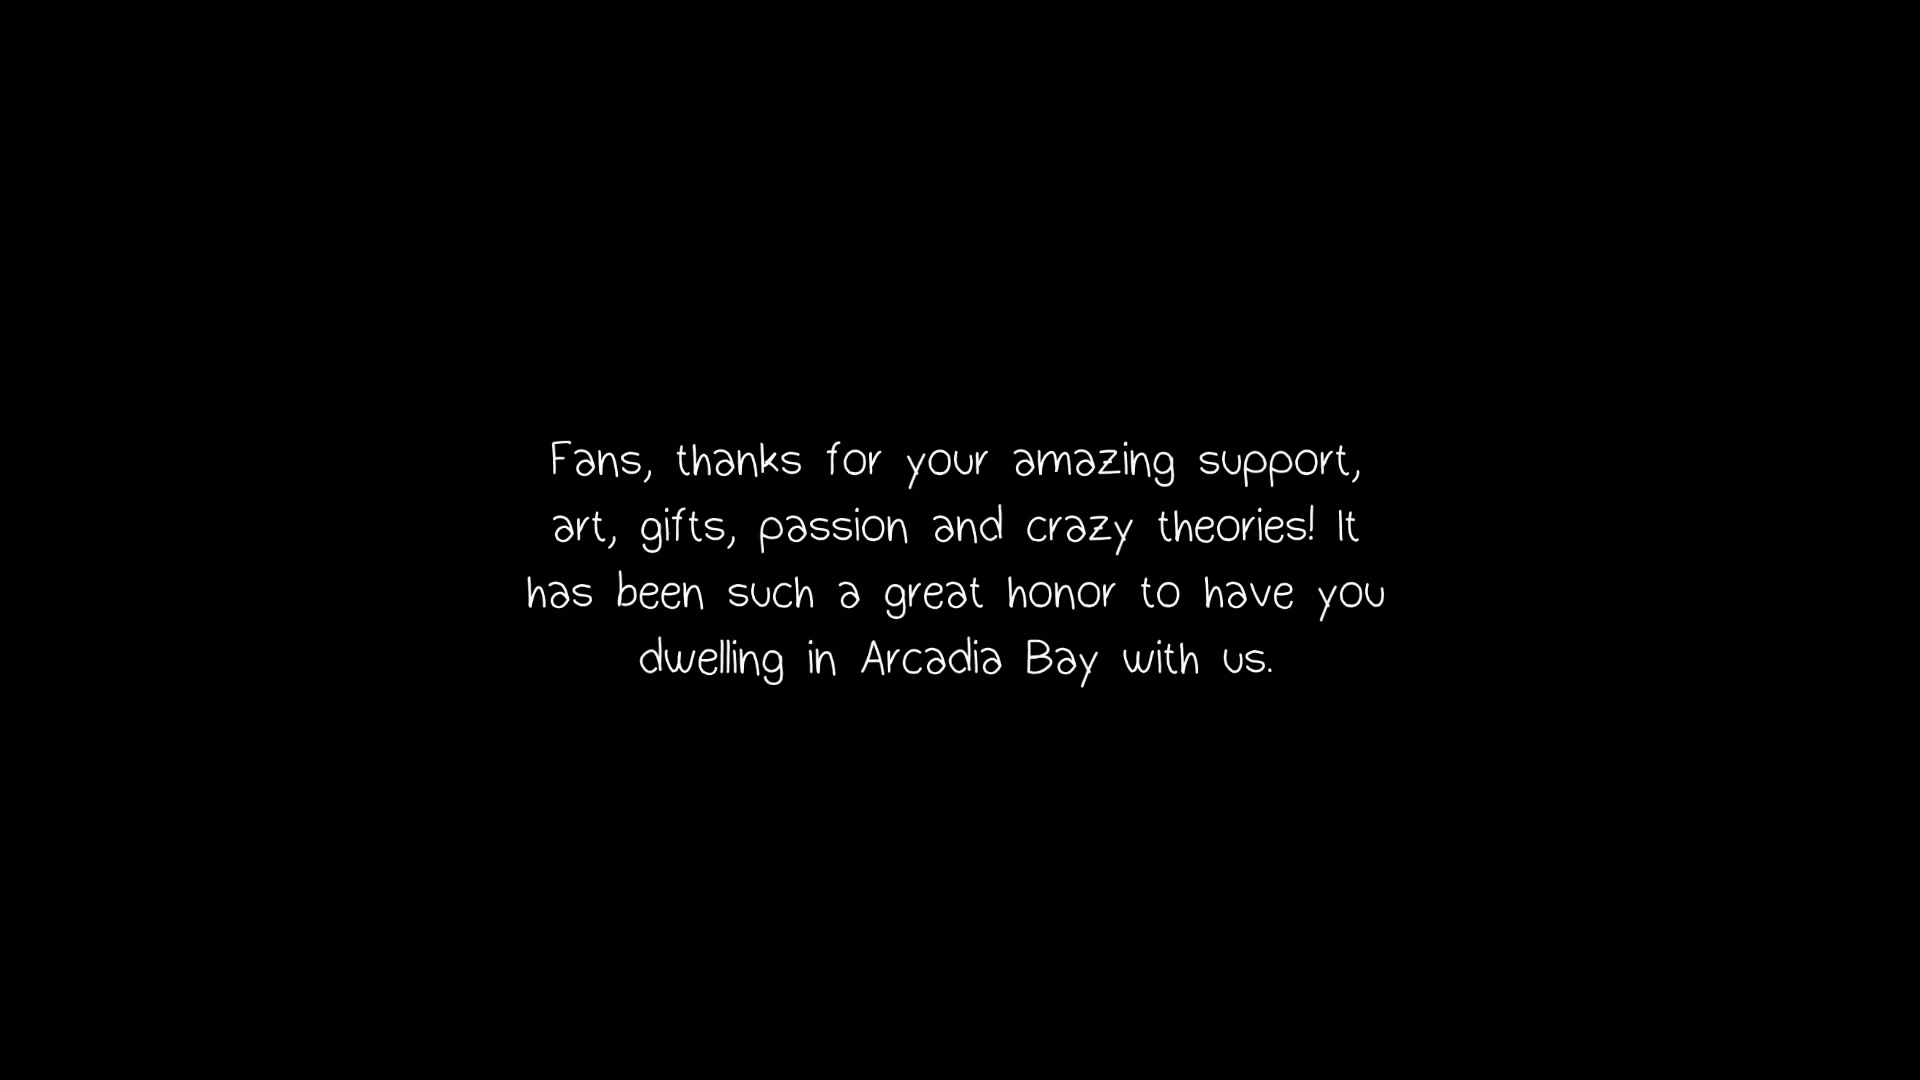 Fans, thanks for your amazing support,
art, gifts, passion and crazy theories! It
has been such a great honor to have you
dwelling in Arcadia Bay with us.